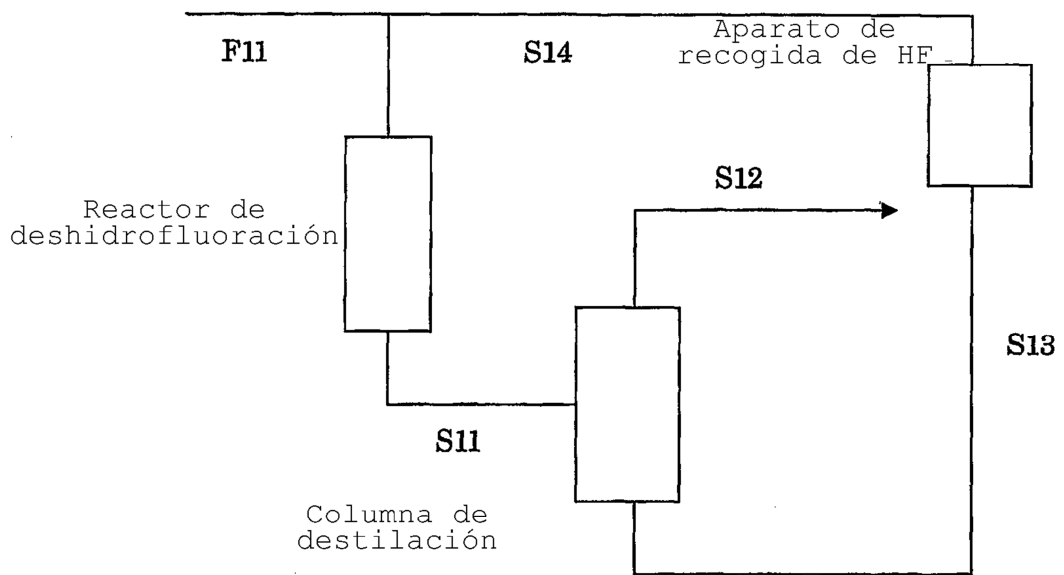 F11
S14
Aparato de
recogida de HF
S12
Reactor de
deshidrofluoración
S13
S11
Columna de
destilación